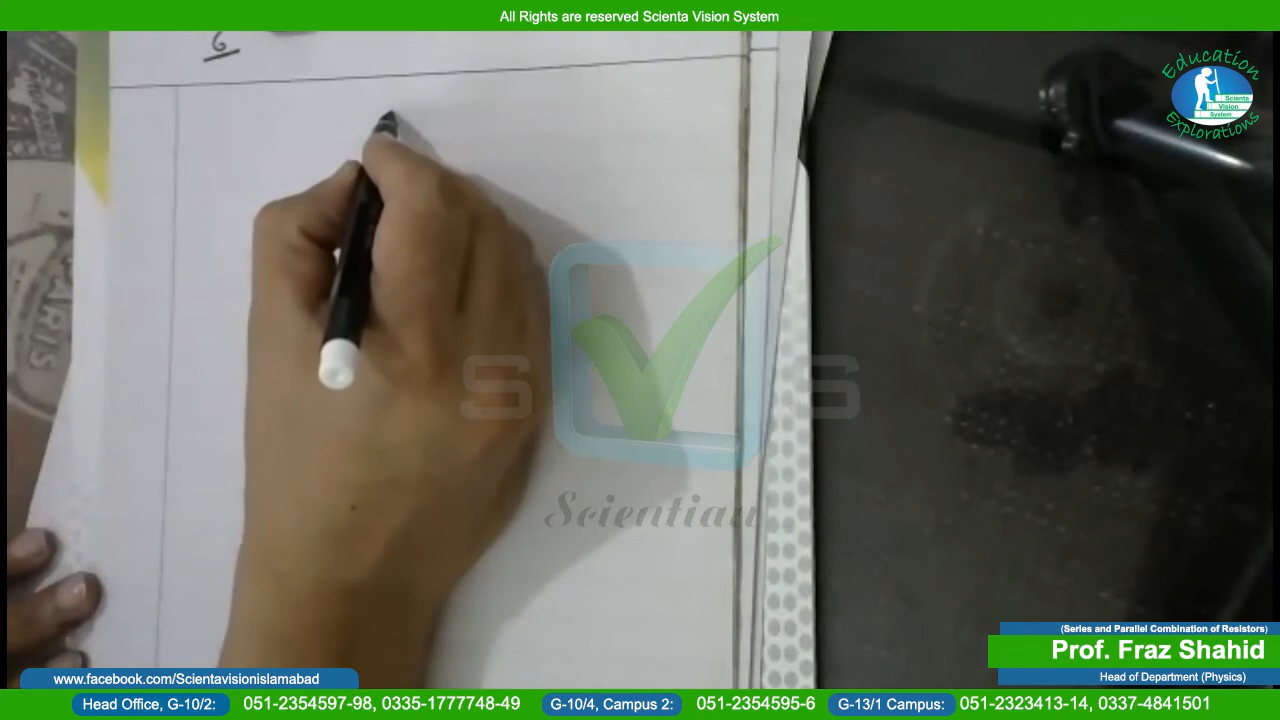 All Rights are reserved Scienta Vision System
6
Education
Scienta
Vision
System
Explorations
ARIS
S S
Scientian
(Series and Parallel Combination of Resistors)
Prof. Fraz Shahid
Head of Department (Physics)
www.facebook.com/Scientavisionislamabad
Head Office, G-10/2: 051-2354597-98, 0335-1777748-49 G-10/4, Campus 2: 051-2354595-6 G-13/1 Campus: 051-2323413-14, 0337-4841501